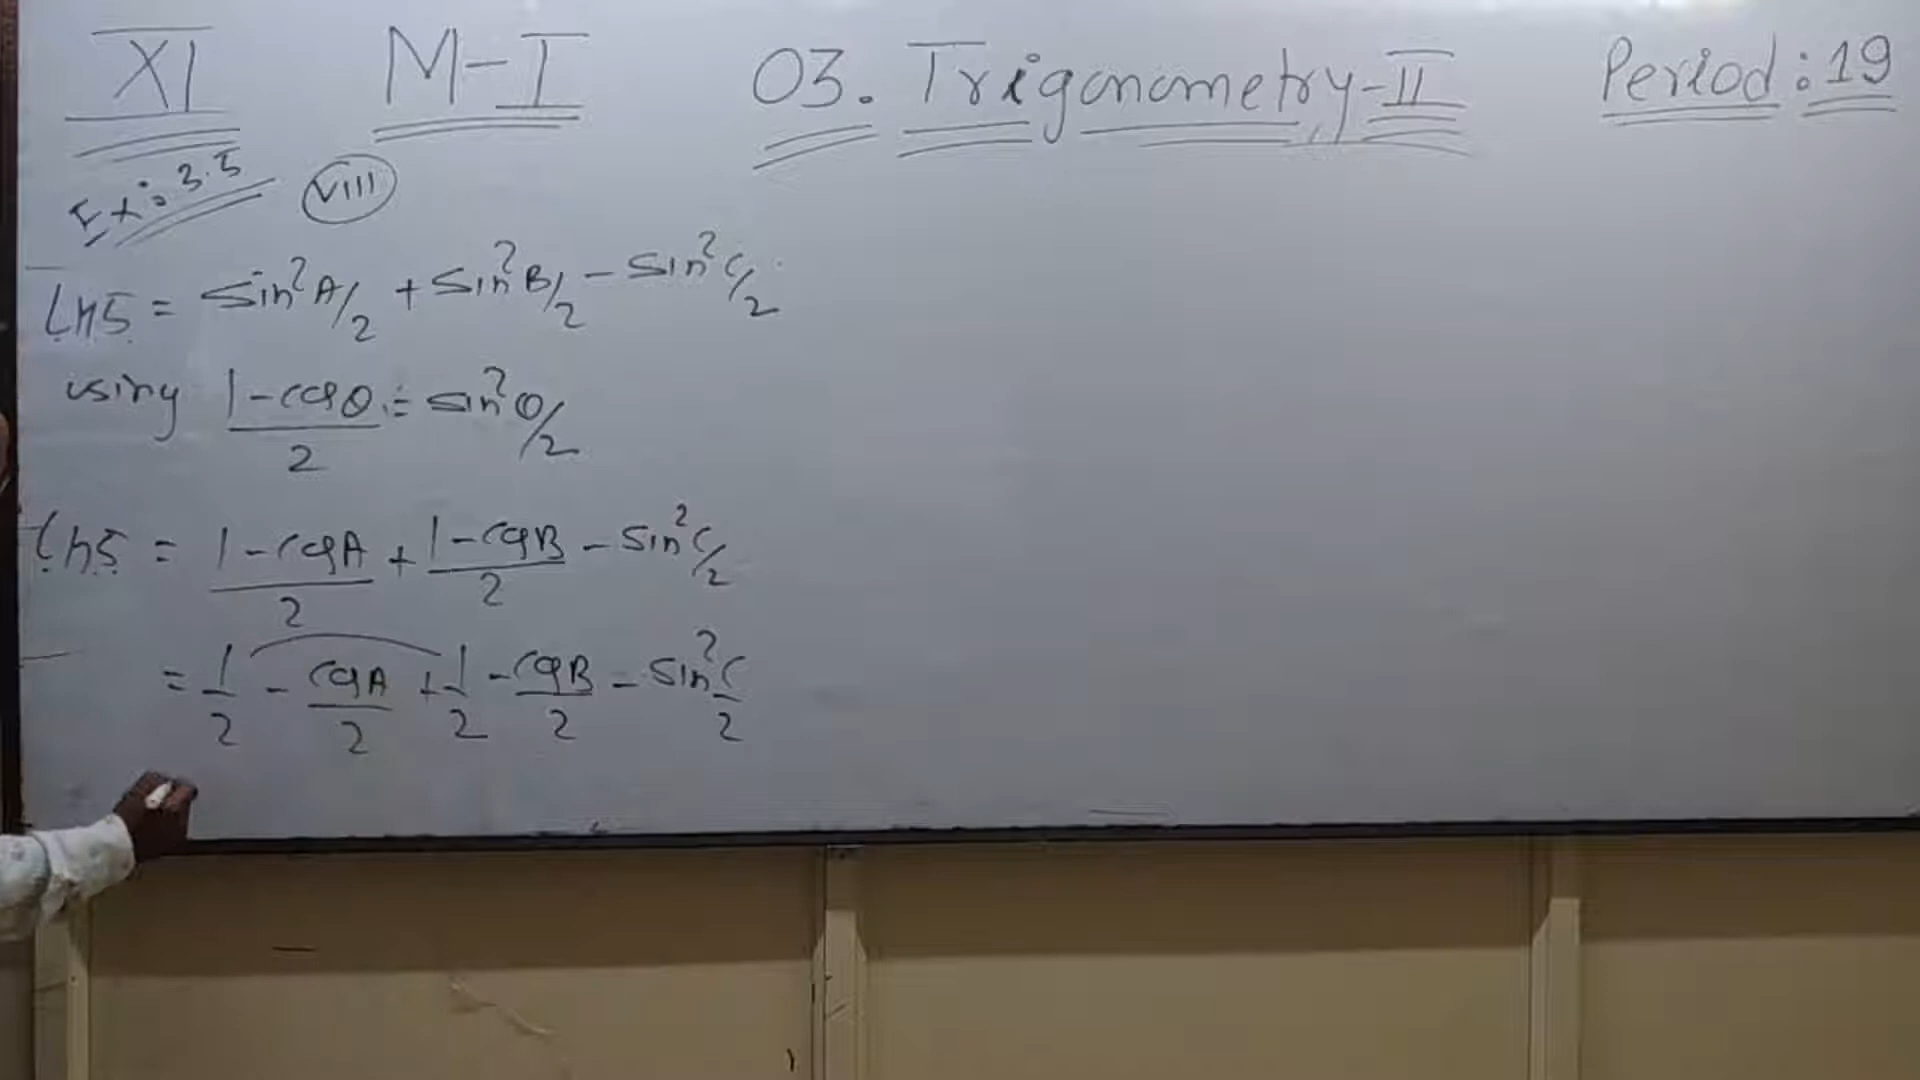 XI M-I 03. Trigonometry-II Period: 19
Ex: 3.5 (VIII)
LHS = sin²A/2 + sin²B/2 - sin²C/2
using (1-cosθ)/2 = sin²θ/2
LHS = (1-cosA)/2 + (1-cosB)/2 - sin²C/2
= 1/2 - cosA/2 + 1/2 - cosB/2 - sin²C/2